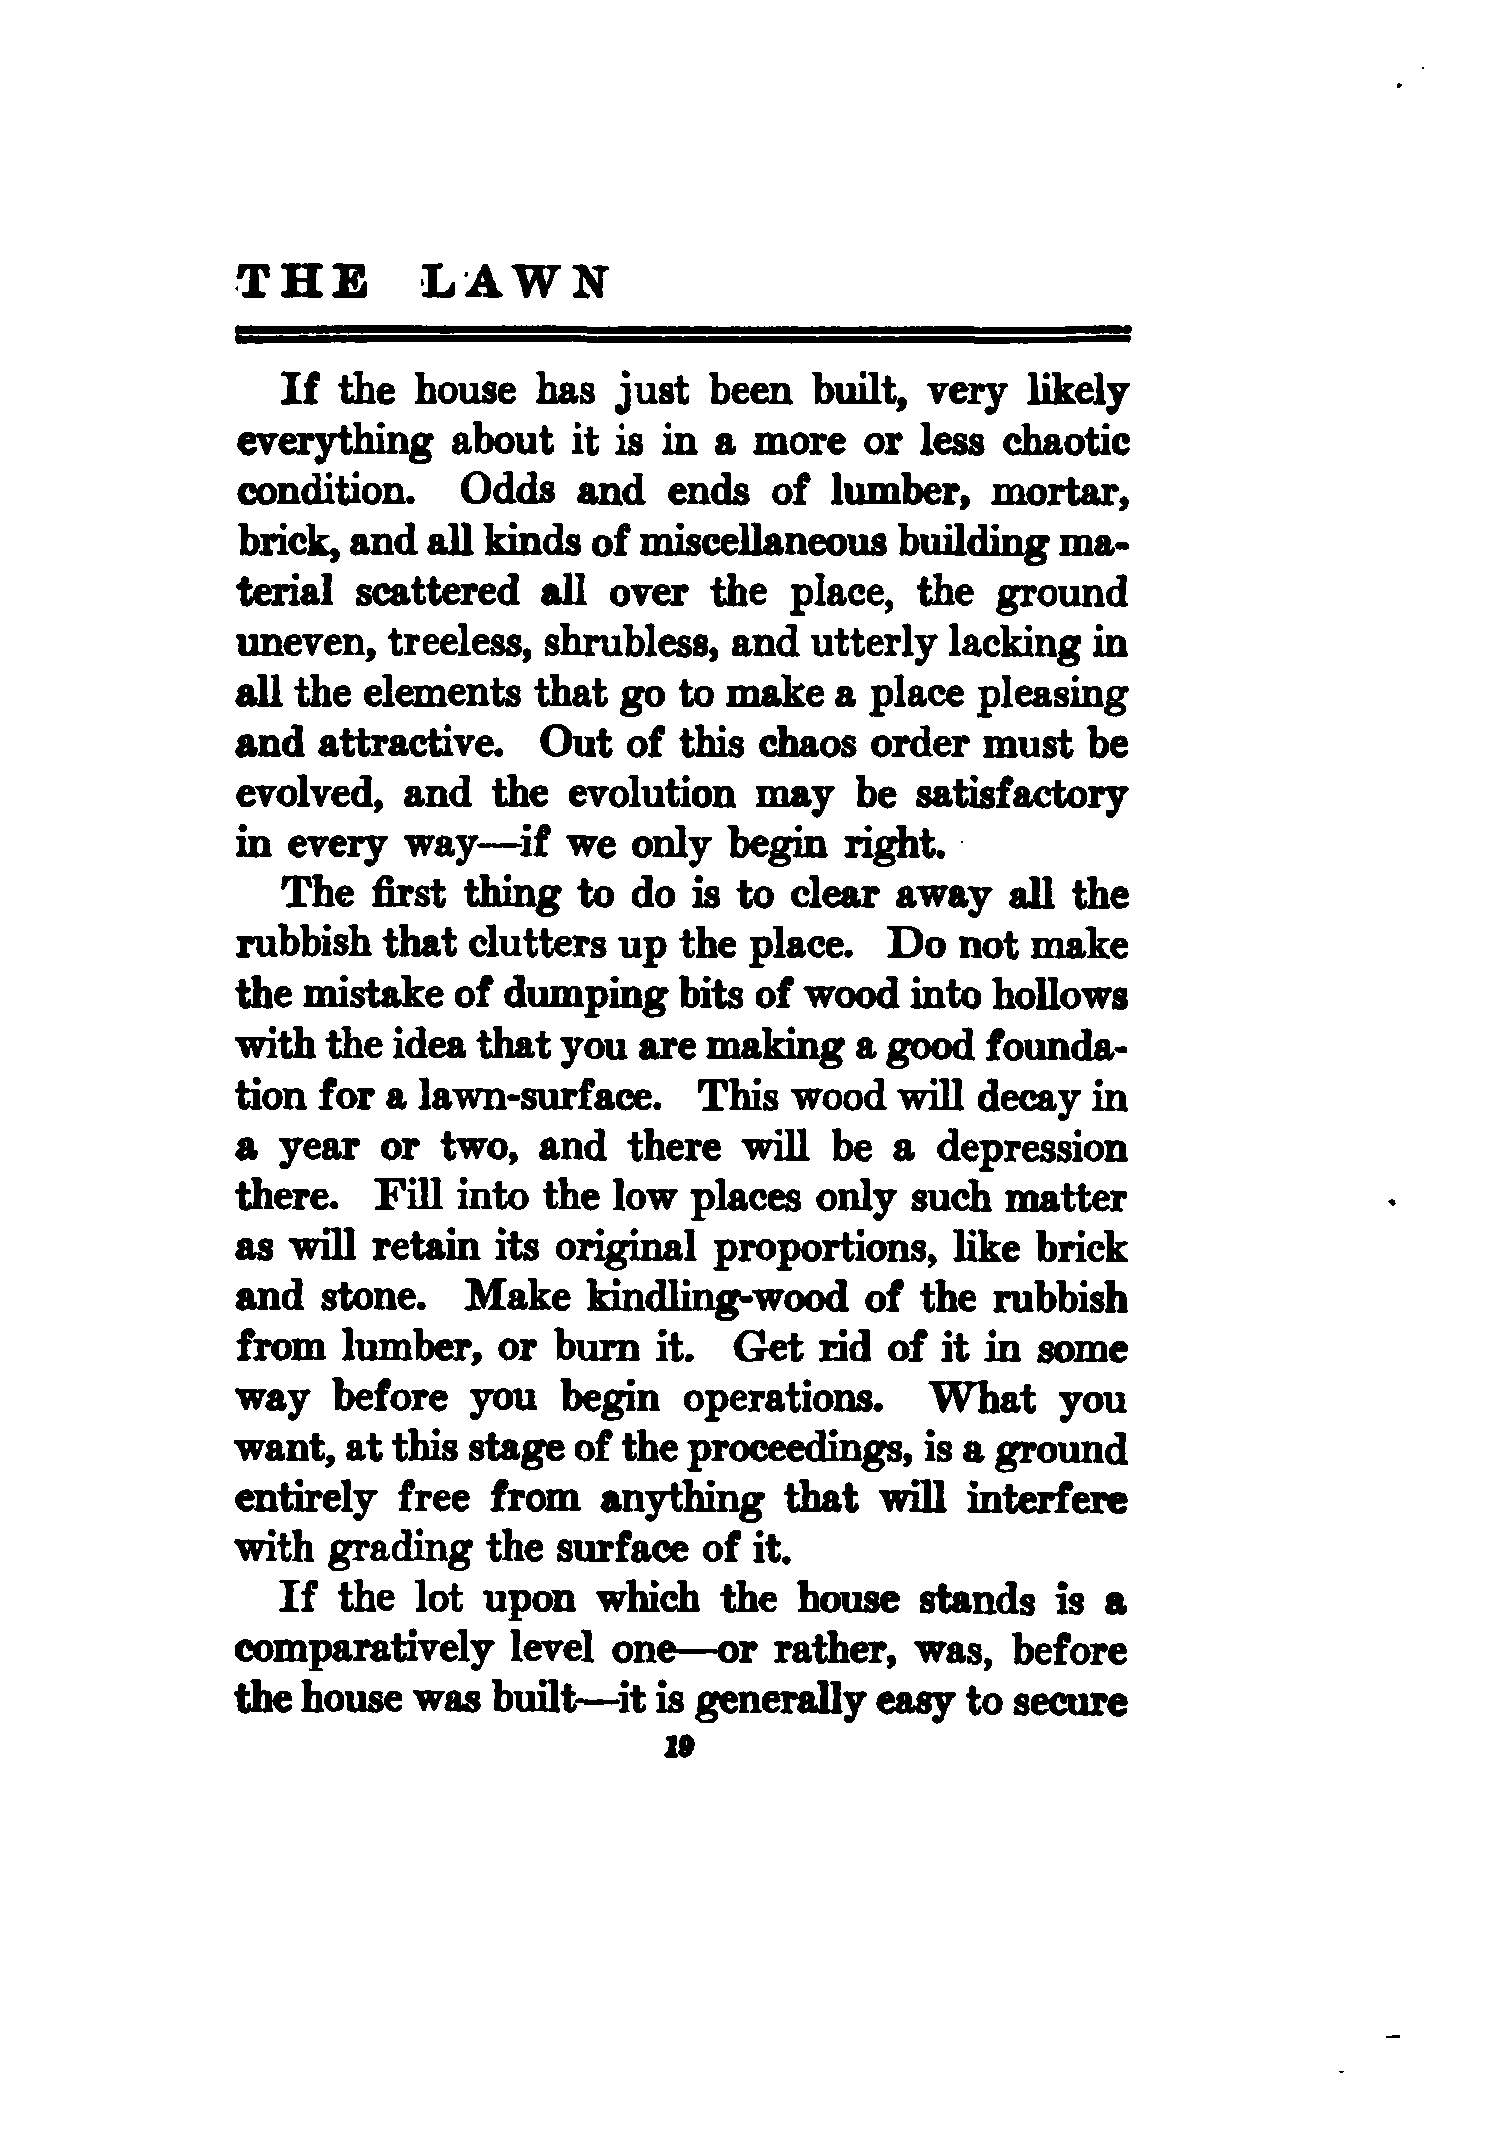 THE LAWN
If the house has just been built, very likely
everything about it is in a more or less chaotic
condition. Odds and ends of lumber, mortar,
brick, and all kinds of miscellaneous building ma-
terial scattered all over the place, the ground
uneven, treeless, shrubless, and utterly lacking in
all the elements that go to make a place pleasing
and attractive. Out of this chaos order must be
evolved, and the evolution may be satisfactory
in every way—if we only begin right.
The first thing to do is to clear away all the
rubbish that clutters up the place. Do not make
the mistake of dumping bits of wood into hollows
with the idea that you are making a good founda-
tion for a lawn-surface. This wood will decay in
a year or two, and there will be a depression
there. Fill into the low places only such matter
as will retain its original proportions, like brick
and stone. Make kindling-wood of the rubbish
from lumber, or burn it. Get rid of it in some
way before you begin operations. What you
want, at this stage of the proceedings, is a ground
entirely free from anything that will interfere
with grading the surface of it.
If the lot upon which the house stands is a
comparatively level one—or rather, was, before
the house was built—it is generally easy to secure
19